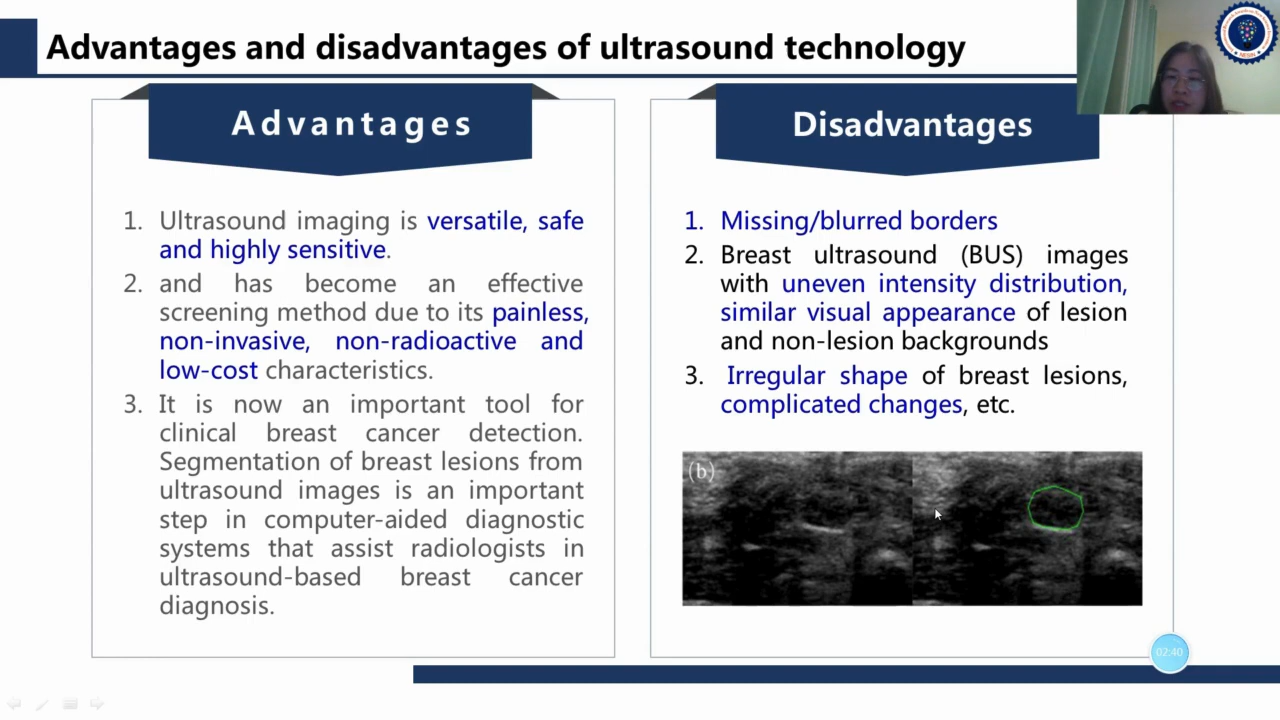 Advantages and disadvantages of ultrasound technology
Advantages
1. Ultrasound imaging is versatile, safe
and highly sensitive.
2. and has become an effective
screening method due to its painless,
non-invasive, non-radioactive and
low-cost characteristics.
3. It is now an important tool for
clinical breast cancer detection.
Segmentation of breast lesions from
ultrasound images is an important
step in computer-aided diagnostic
systems that assist radiologists in
ultrasound-based breast cancer
diagnosis.
Disadvantages
1. Missing/blurred borders
2. Breast ultrasound (BUS) images
with uneven intensity distribution,
similar visual appearance of lesion
and non-lesion backgrounds
3. Irregular shape of breast lesions,
complicated changes, etc.
(b)
02:40